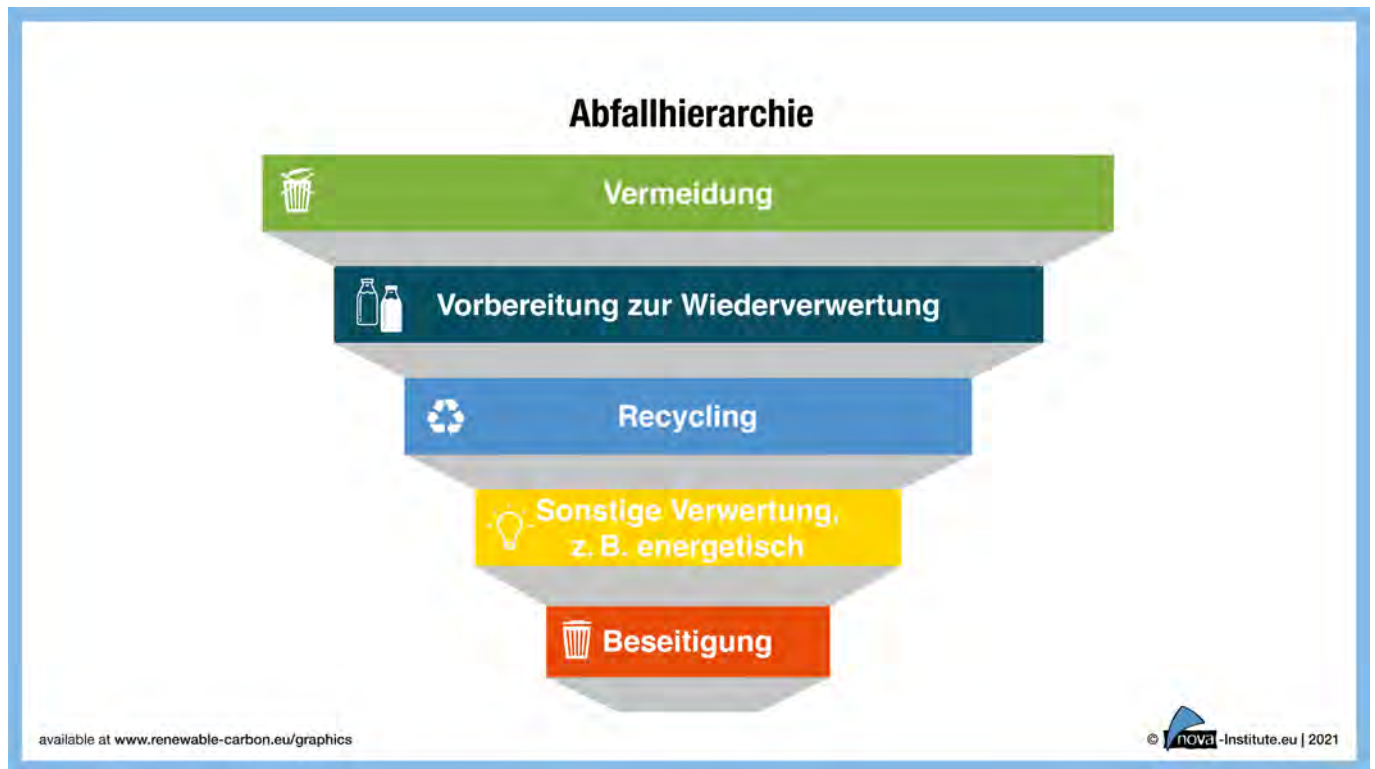 Abfallhierarchie
Vermeidung
Vorbereitung zur Wiederverwertung
Recycling
Sonstige Verwertung,
z. B. energetisch
Beseitigung
available at www.renewable-carbon.eu/graphics
© nova-Institute.eu | 2021